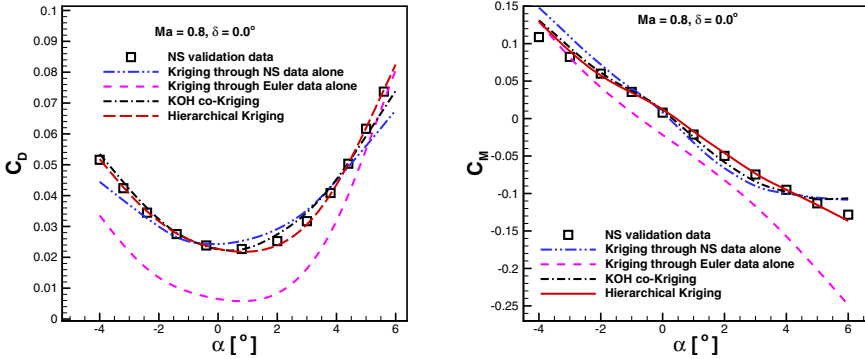 Ma = 0.8, δ = 0.0°
NS validation data
Kriging through NS data alone
Kriging through Euler data alone
KOH co-Kriging
Hierarchical Kriging
C_D
0.1
0.09
0.08
0.07
0.06
0.05
0.04
0.03
0.02
0.01
0
-4 -2 0 2 4 6
α [°]
Ma = 0.8, δ = 0.0°
C_M
0.15
0.1
0.05
0
-0.05
-0.1
-0.15
-0.2
-0.25
NS validation data
Kriging through NS data alone
Kriging through Euler data alone
KOH co-Kriging
Hierarchical Kriging
-4 -2 0 2 4 6
α [°]